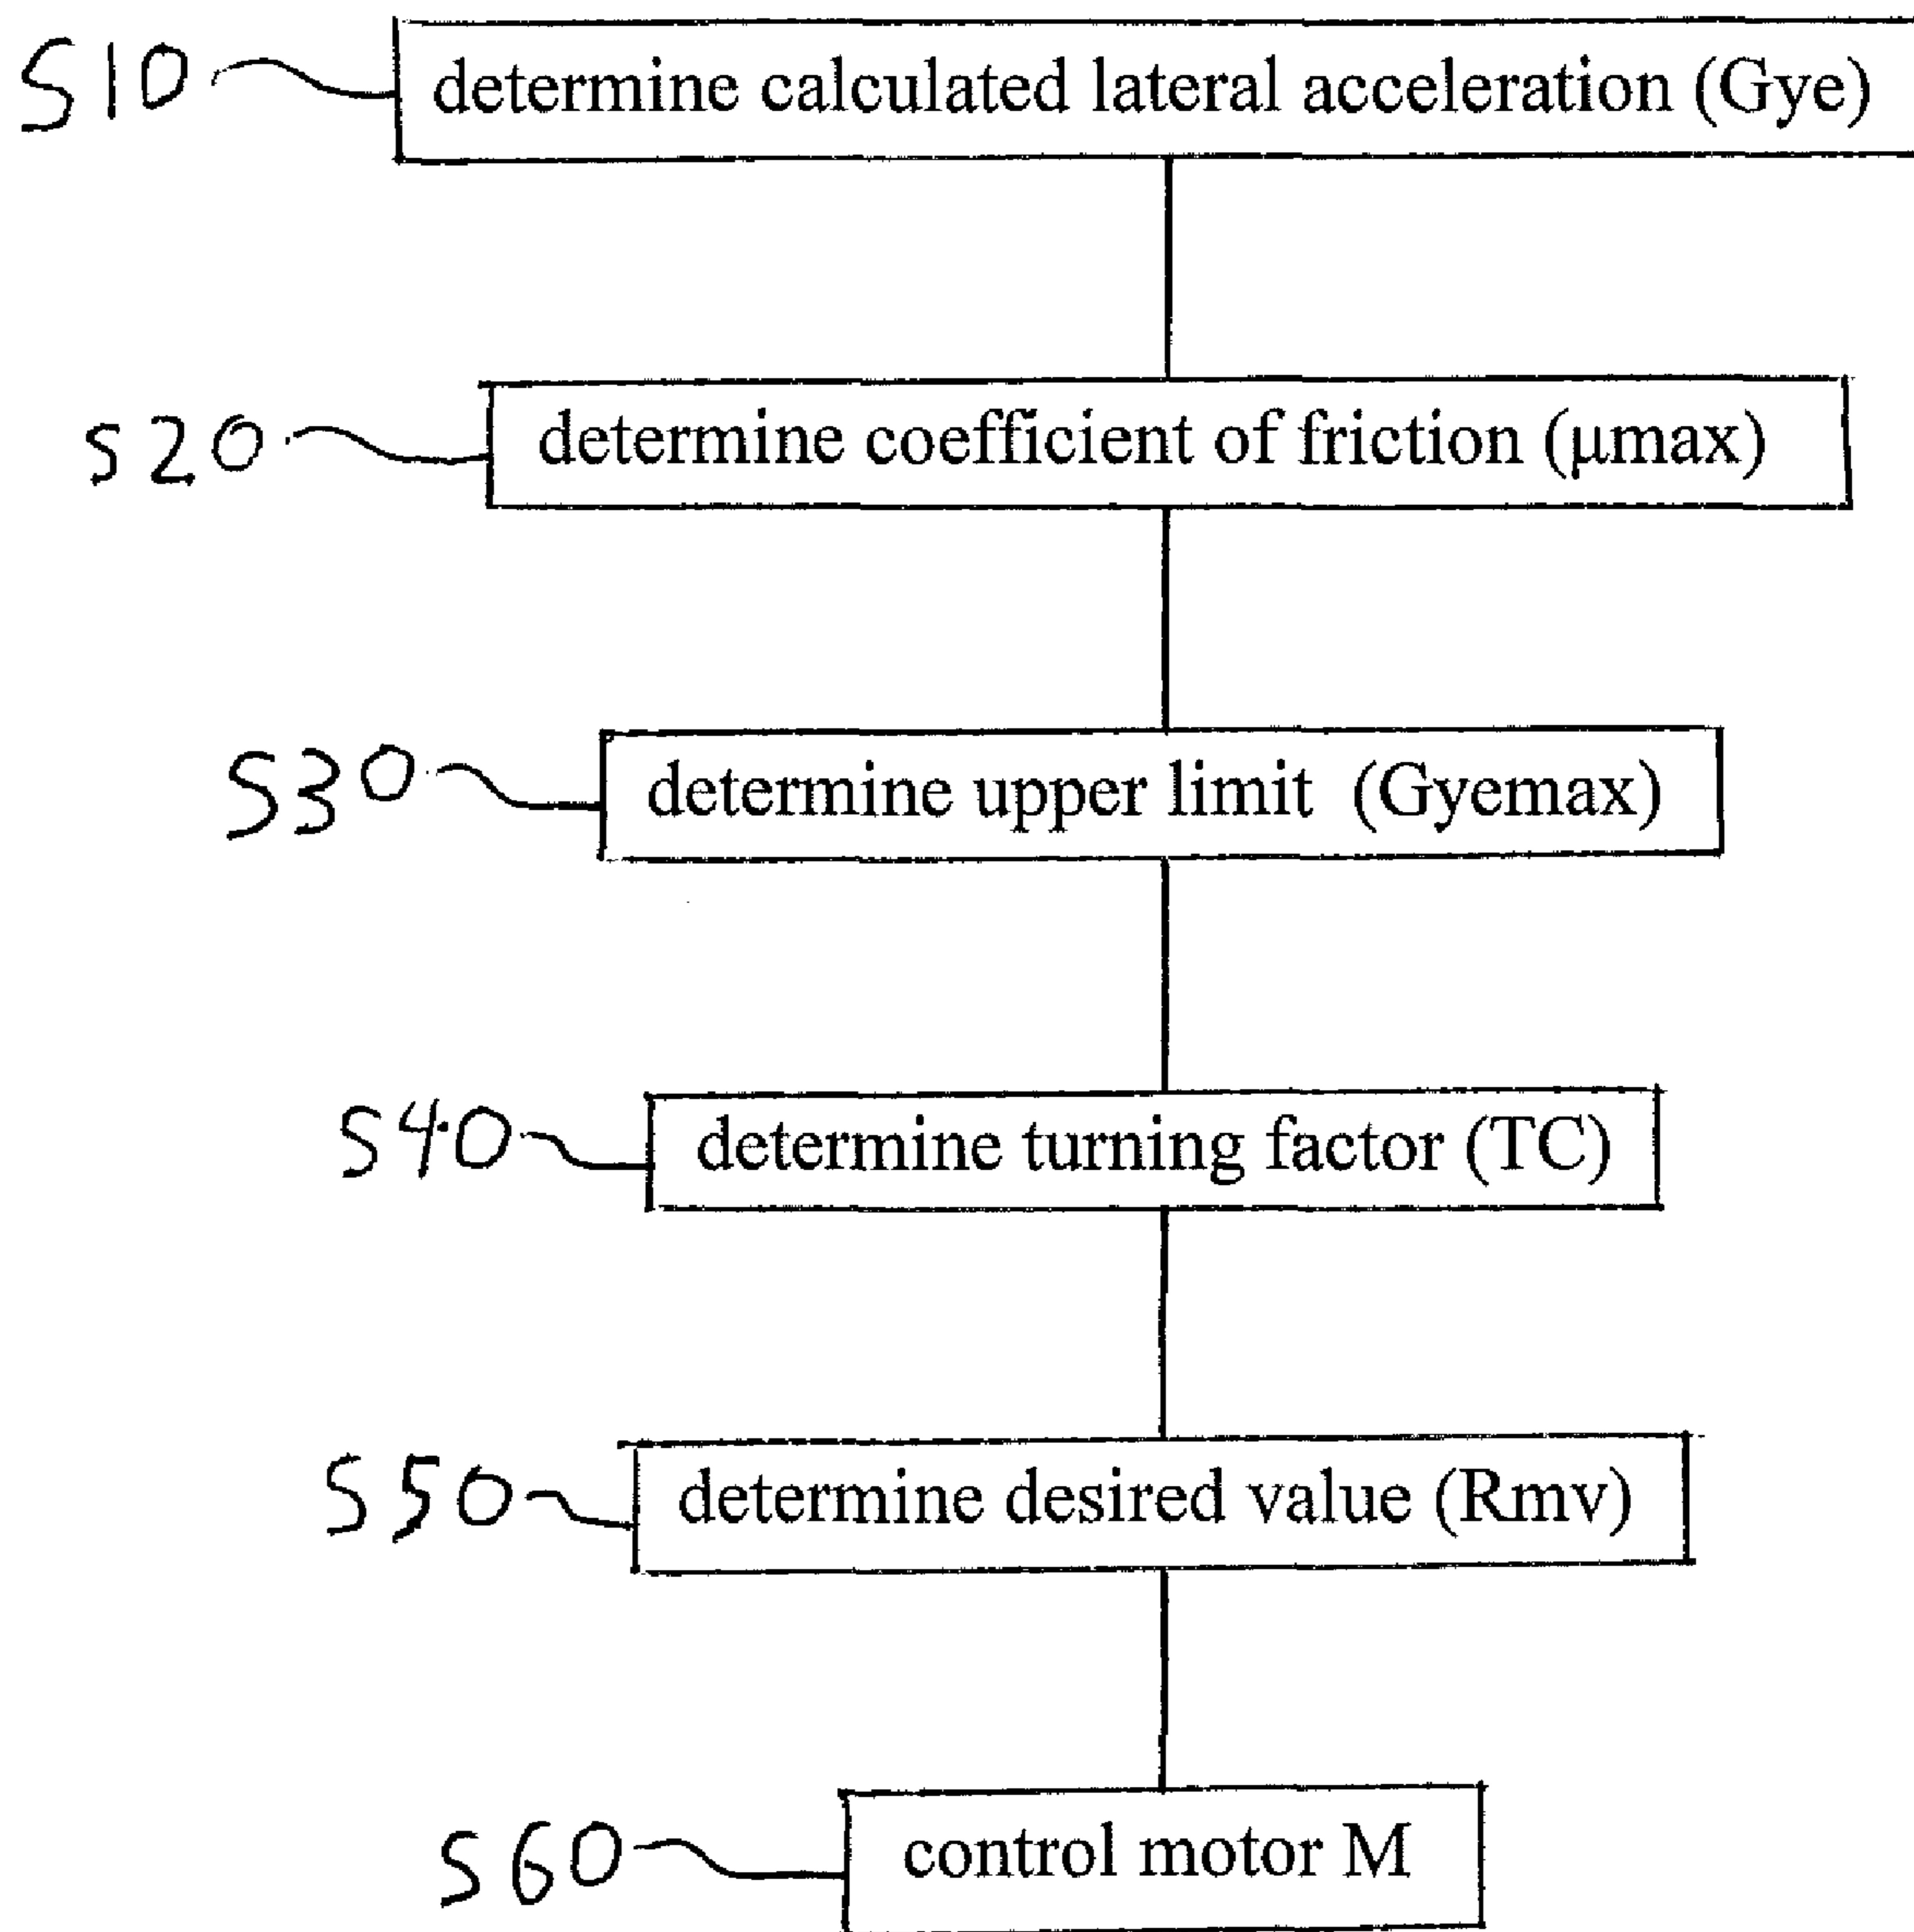 S10 determine calculated lateral acceleration (Gye)
S20 determine coefficient of friction (µmax)
S30 determine upper limit (Gyemax)
S40 determine turning factor (TC)
S50 determine desired value (Rmv)
S60 control motor M